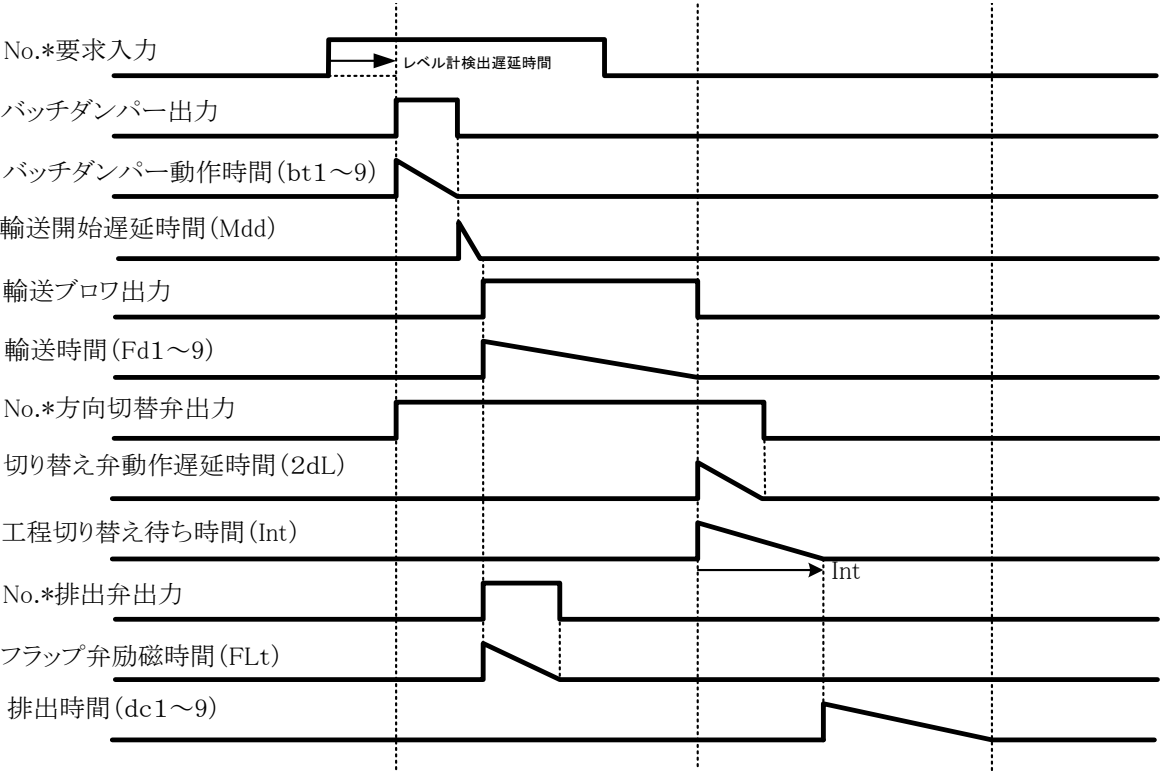 No.*要求入力
レベル計検出遅延時間
バッチダンパー出力
バッチダンパー動作時間(bt1～9)
輸送開始遅延時間(Mdd)
輸送ブロワ出力
輸送時間(Fd1～9)
No.*方向切替弁出力
切り替え弁動作遅延時間(2dL)
工程切り替え待ち時間(Int)
Int
No.*排出弁出力
フラップ弁励磁時間(FLt)
排出時間(dc1～9)